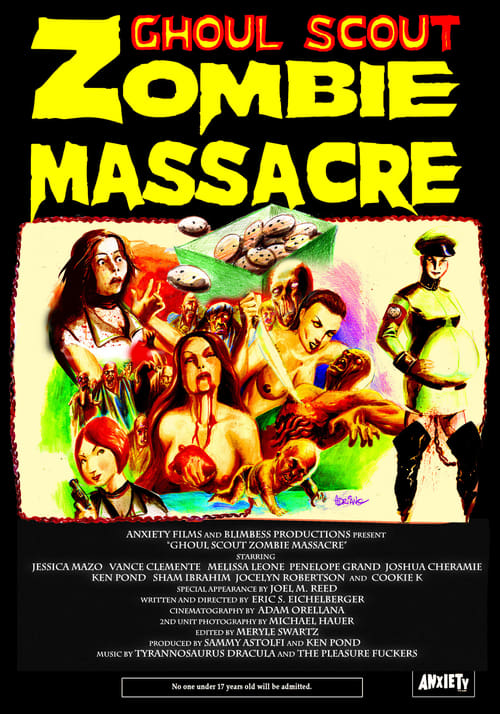 GHOUL SCOUT
ZOMBIE
MASSACRE
ADRIANO
ANXIETY FILMS AND BLIMBESS PRODUCTIONS PRESENT
"GHOUL SCOUT ZOMBIE MASSACRE"
STARRING
JESSICA MAZO VANCE CLEMENTE MELISSA LEONE PENELOPE GRAND JOSHUA CHERAMIE
KEN POND SHAM IBRAHIM JOCELYN ROBERTSON AND COOKIE K
SPECIAL APPEARANCE BY JOEL M. REED
WRITTEN AND DIRECTED BY ERIC S. EICHELBERGER
CINEMATOGRAPHY BY ADAM ORELLANA
2ND UNIT PHOTOGRAPHY BY MICHAEL HAUER
EDITED BY MERYLE SWARTZ
PRODUCED BY SAMMY ASTOLFI AND KEN POND
MUSIC BY TYRANNOSAURUS DRACULA AND THE PLEASURE FUCKERS
No one under 17 years old will be admitted.
ANXIETY